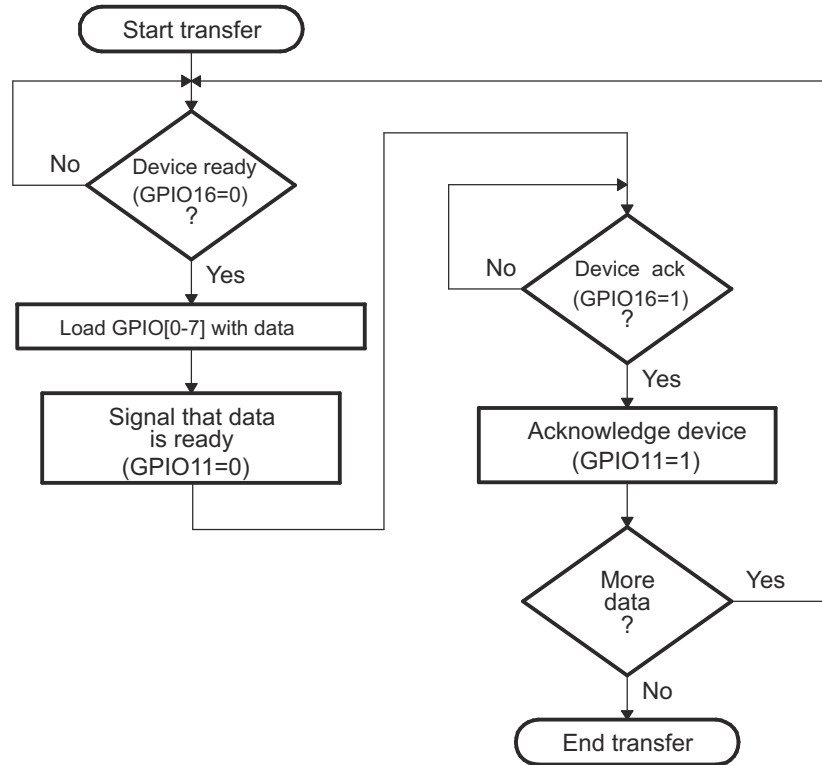 Start transfer
No
Device ready
(GPIO16=0)
?
Yes
Load GPIO[0-7] with data
Signal that data
is ready
(GPIO11=0)
No
Device ack
(GPIO16=1)
?
Yes
Acknowledge device
(GPIO11=1)
More
data
?
Yes
No
End transfer